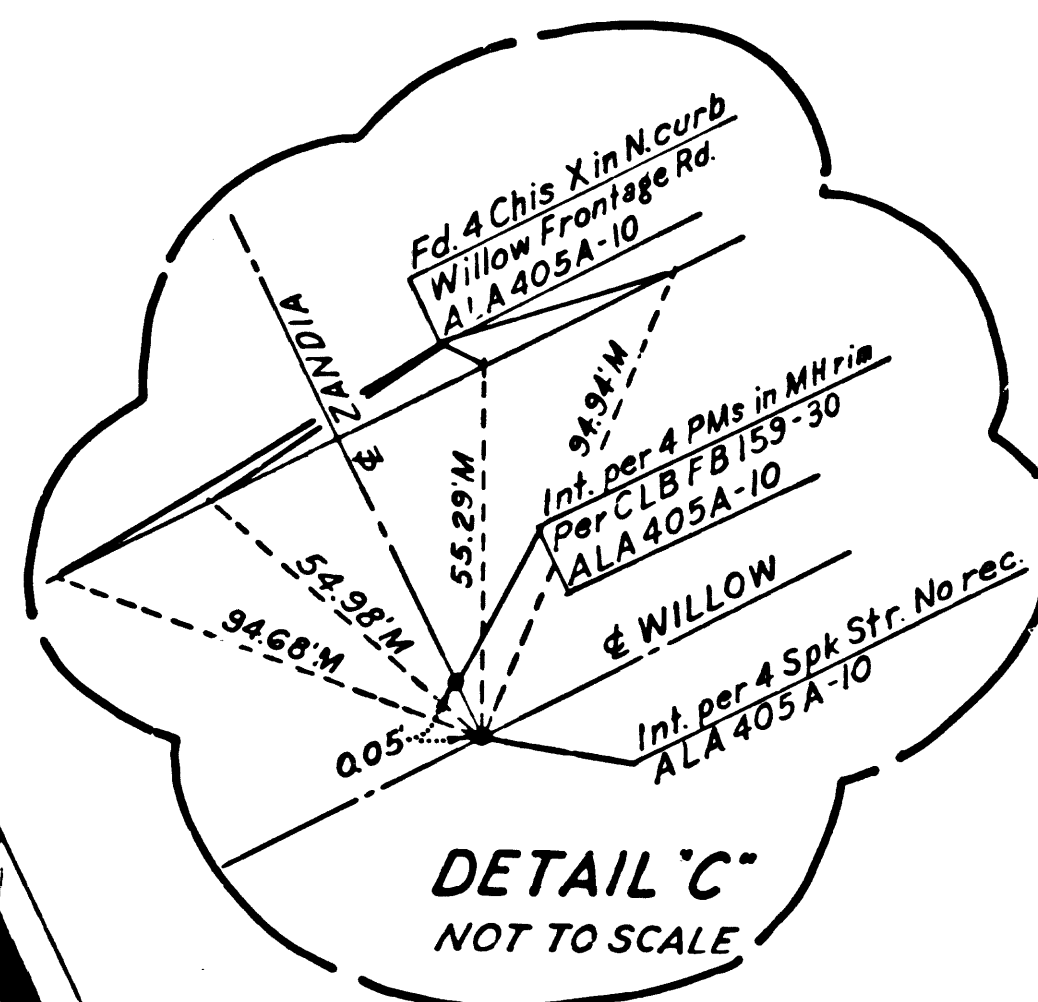 Fd. 4 Chis X in N. curb
Willow Frontage Rd.
ALA 405A-10
ZANDIA
℄
94.94'M
Int. per 4 PMs in MH rim
Per CLB FB 159-30
ALA 405A-10
55.29'M
54.98'M
94.68'M
℄ WILLOW
Int. per 4 Spk Str. No rec.
ALA 405A-10
0.05'
DETAIL "C"
NOT TO SCALE